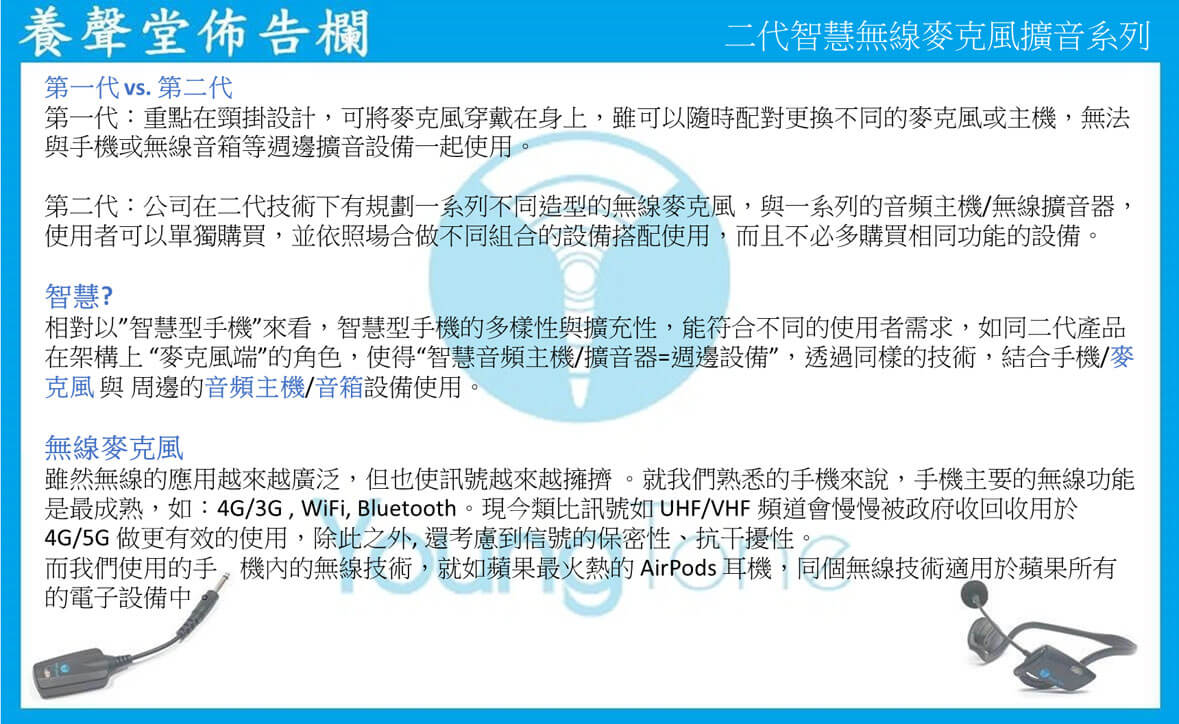 養聲堂佈告欄
二代智慧無線麥克風擴音系列
第一代 vs. 第二代
第一代：重點在頸掛設計，可將麥克風穿戴在身上，雖可以隨時配對更換不同的麥克風或主機，無法
與手機或無線音箱等週邊擴音設備一起使用。
第二代：公司在二代技術下有規劃一系列不同造型的無線麥克風，與一系列的音頻主機/無線擴音器，
使用者可以單獨購買，並依照場合做不同組合的設備搭配使用，而且不必多購買相同功能的設備。
智慧?
相對以”智慧型手機”來看，智慧型手機的多樣性與擴充性，能符合不同的使用者需求，如同二代產品
在架構上 “麥克風端”的角色，使得“智慧音頻主機/擴音器=週邊設備”，透過同樣的技術，結合手機/麥
克風 與 周邊的音頻主機/音箱設備使用。
無線麥克風
雖然無線的應用越來越廣泛，但也使訊號越來越擁擠 。就我們熟悉的手機來說，手機主要的無線功能
是最成熟，如：4G/3G , WiFi, Bluetooth。現今類比訊號如 UHF/VHF 頻道會慢慢被政府收回收用於
4G/5G 做更有效的使用，除此之外, 還考慮到信號的保密性、抗干擾性。
而我們使用的手，機內的無線技術，就如蘋果最火熱的 AirPods 耳機，同個無線技術適用於蘋果所有
的電子設備中。
YoungTone